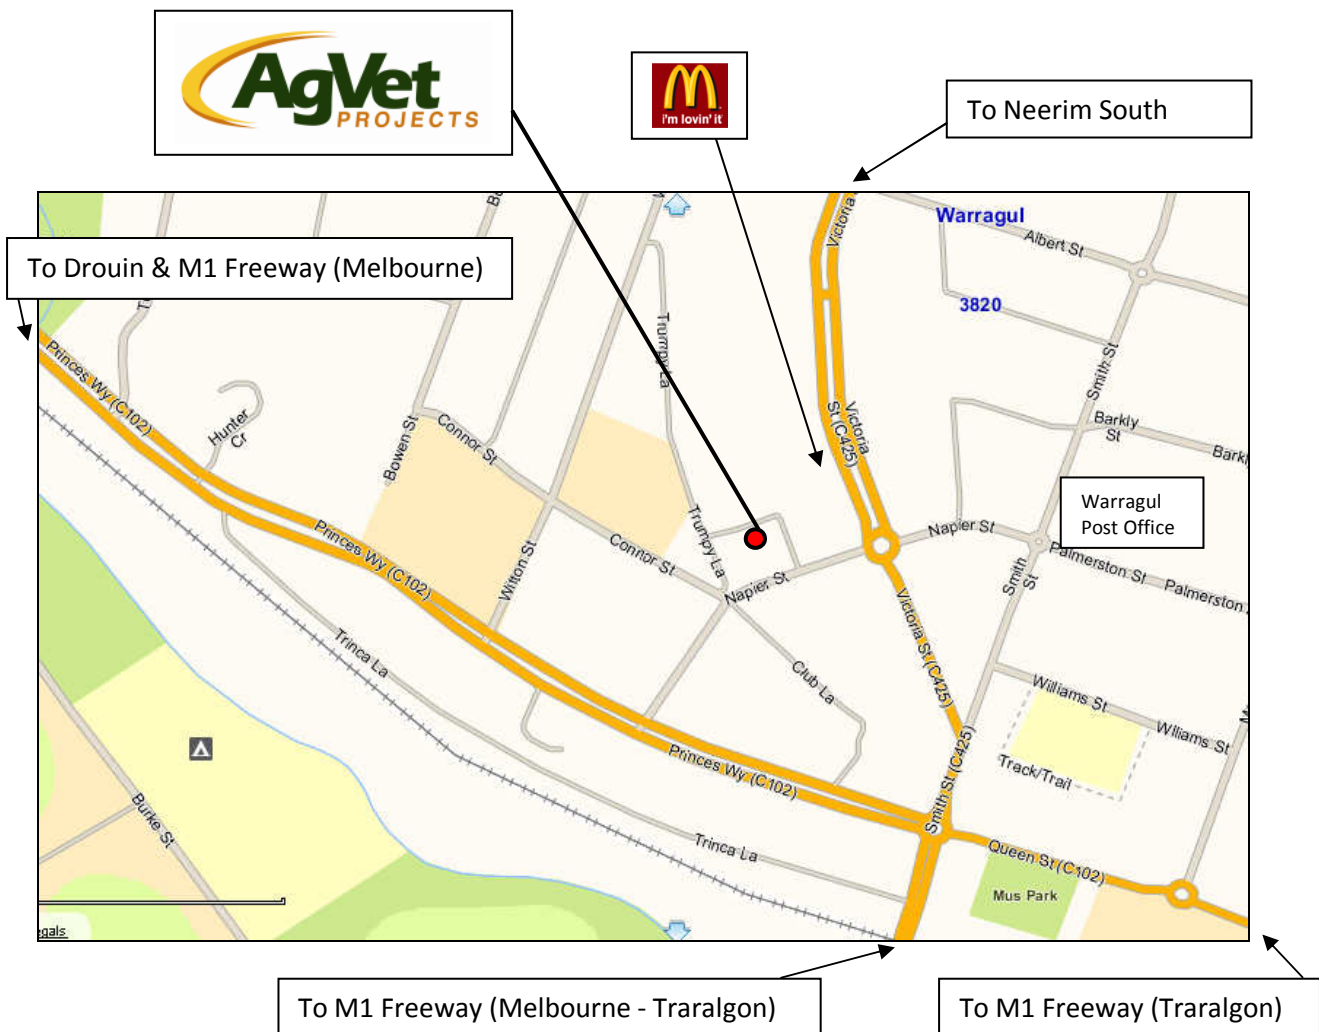 AgVet
PROJECTS
i'm lovin' it
To Neerim South
To Drouin & M1 Freeway (Melbourne)
Warragul
3820
Albert St
Victoria
Smith St
Barkly
St
Trumpy La
Victoria
St (C425)
Princes Wy (C102)
Hunter
Cr
Bowen St
Connor St
Warragul
Post Office
Trumpy La
Napier St
Connor St
Napier St
Smith
St
Palmerston St
Palmerston
Princes Wy (C102)
Witton St
Victoria St (C425)
Trinca La
Club La
Williams St
Williams St
Princes Wy (C102)
Smith St (C425)
Track/Trail
Burke St
Trinca La
Queen St (C102)
Mus Park
To M1 Freeway (Melbourne - Traralgon)
To M1 Freeway (Traralgon)